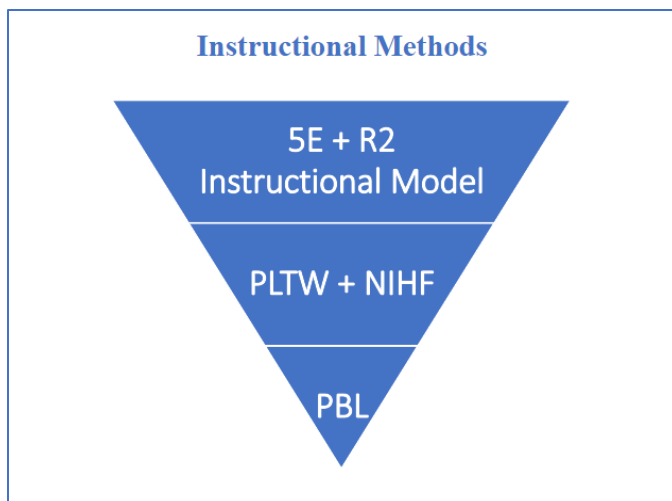 Instructional Methods
5E + R2
Instructional Model
PLTW + NIHF
PBL